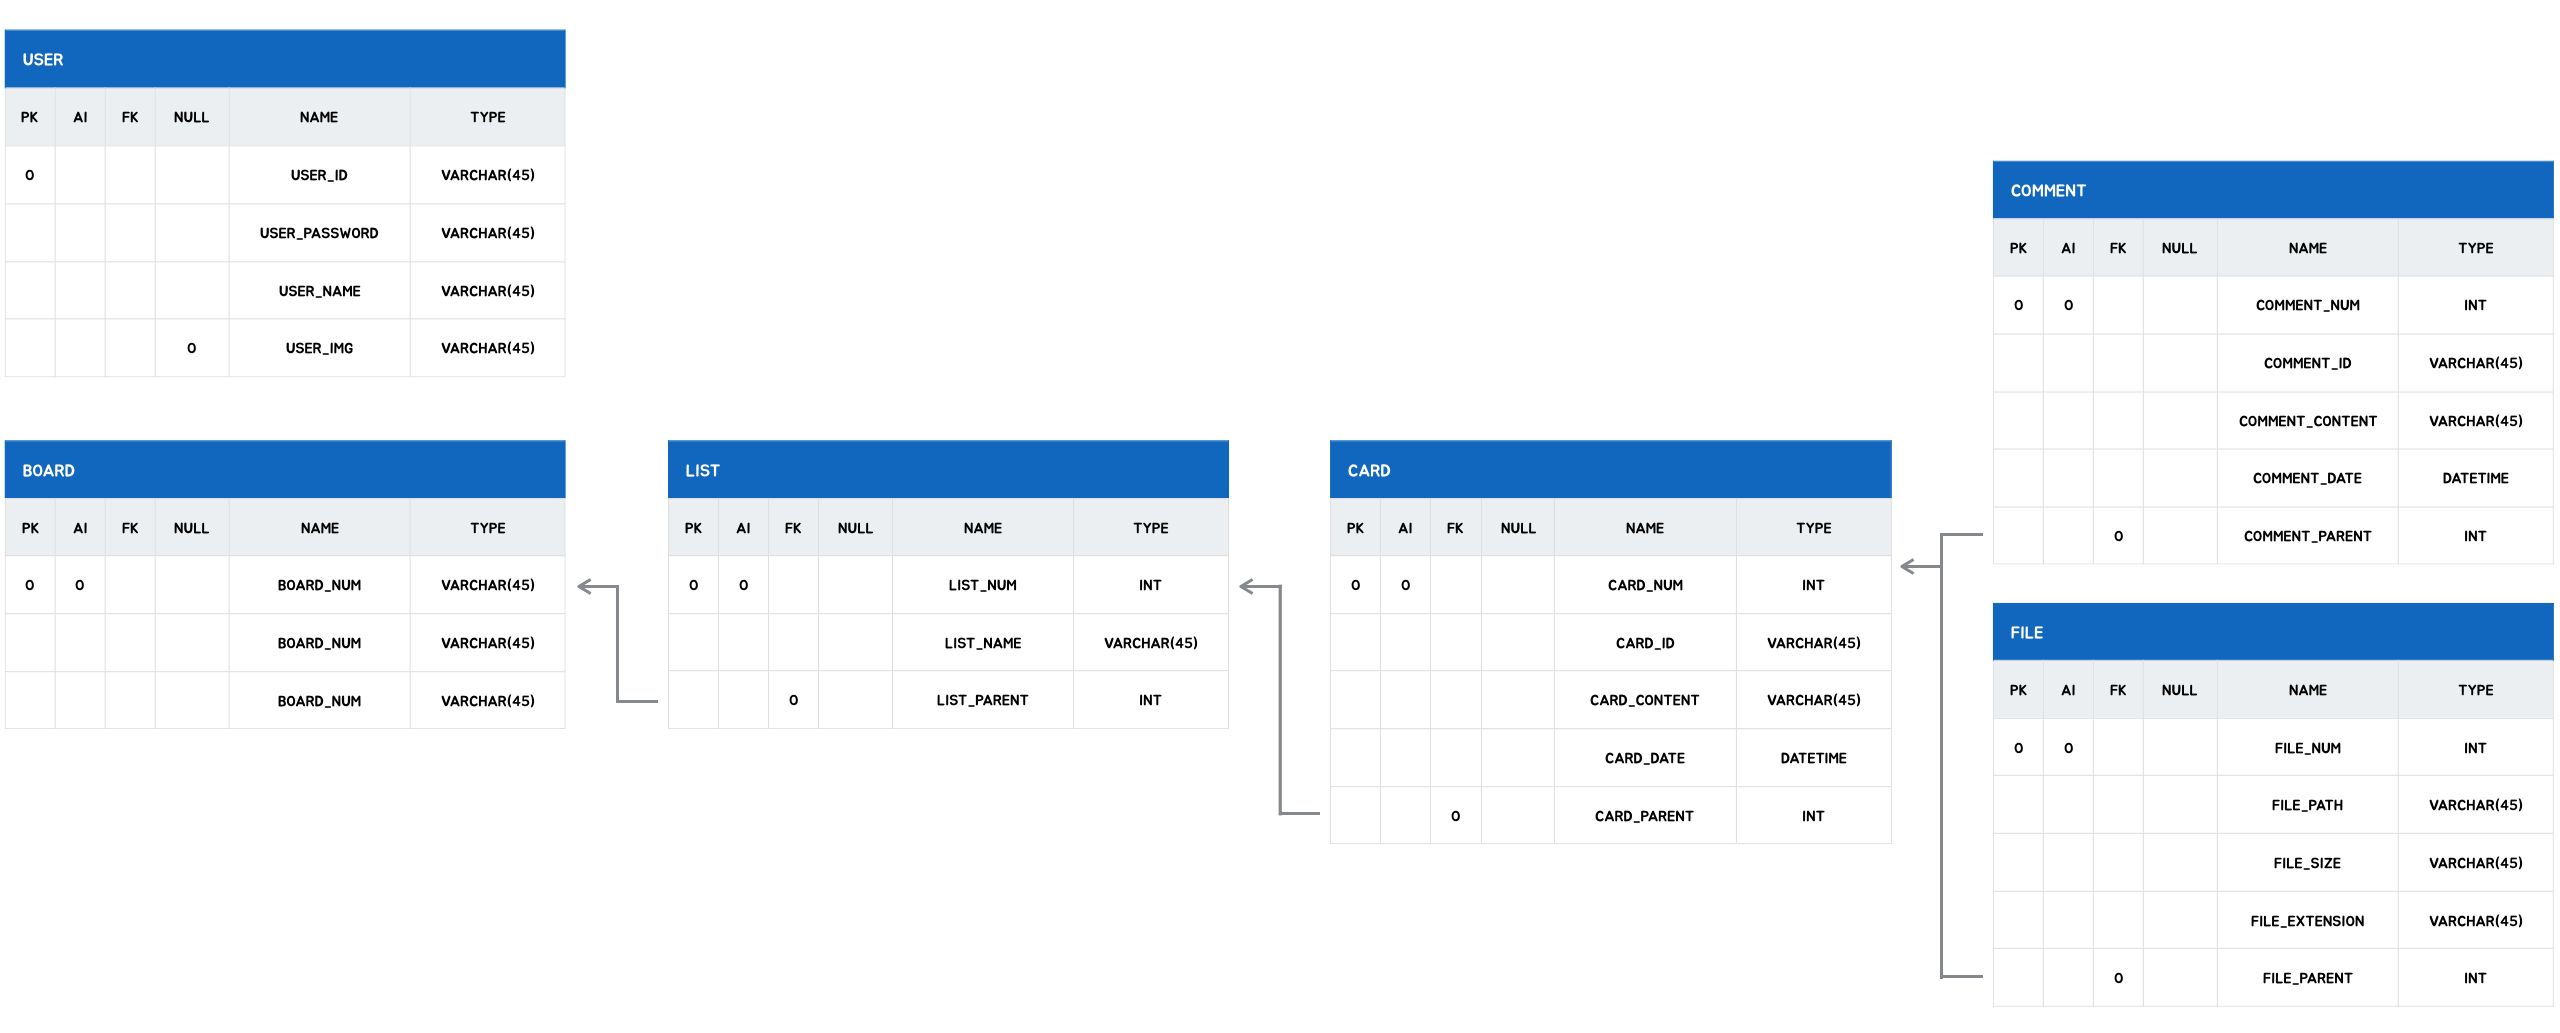 USER
PK AI FK NULL NAME TYPE
O USER_ID VARCHAR(45)
USER_PASSWORD VARCHAR(45)
USER_NAME VARCHAR(45)
O USER_IMG VARCHAR(45)
BOARD
PK AI FK NULL NAME TYPE
O O BOARD_NUM VARCHAR(45)
BOARD_NUM VARCHAR(45)
BOARD_NUM VARCHAR(45)
LIST
PK AI FK NULL NAME TYPE
O O LIST_NUM INT
LIST_NAME VARCHAR(45)
O LIST_PARENT INT
CARD
PK AI FK NULL NAME TYPE
O O CARD_NUM INT
CARD_ID VARCHAR(45)
CARD_CONTENT VARCHAR(45)
CARD_DATE DATETIME
O CARD_PARENT INT
COMMENT
PK AI FK NULL NAME TYPE
O O COMMENT_NUM INT
COMMENT_ID VARCHAR(45)
COMMENT_CONTENT VARCHAR(45)
COMMENT_DATE DATETIME
O COMMENT_PARENT INT
FILE
PK AI FK NULL NAME TYPE
O O FILE_NUM INT
FILE_PATH VARCHAR(45)
FILE_SIZE VARCHAR(45)
FILE_EXTENSION VARCHAR(45)
O FILE_PARENT INT